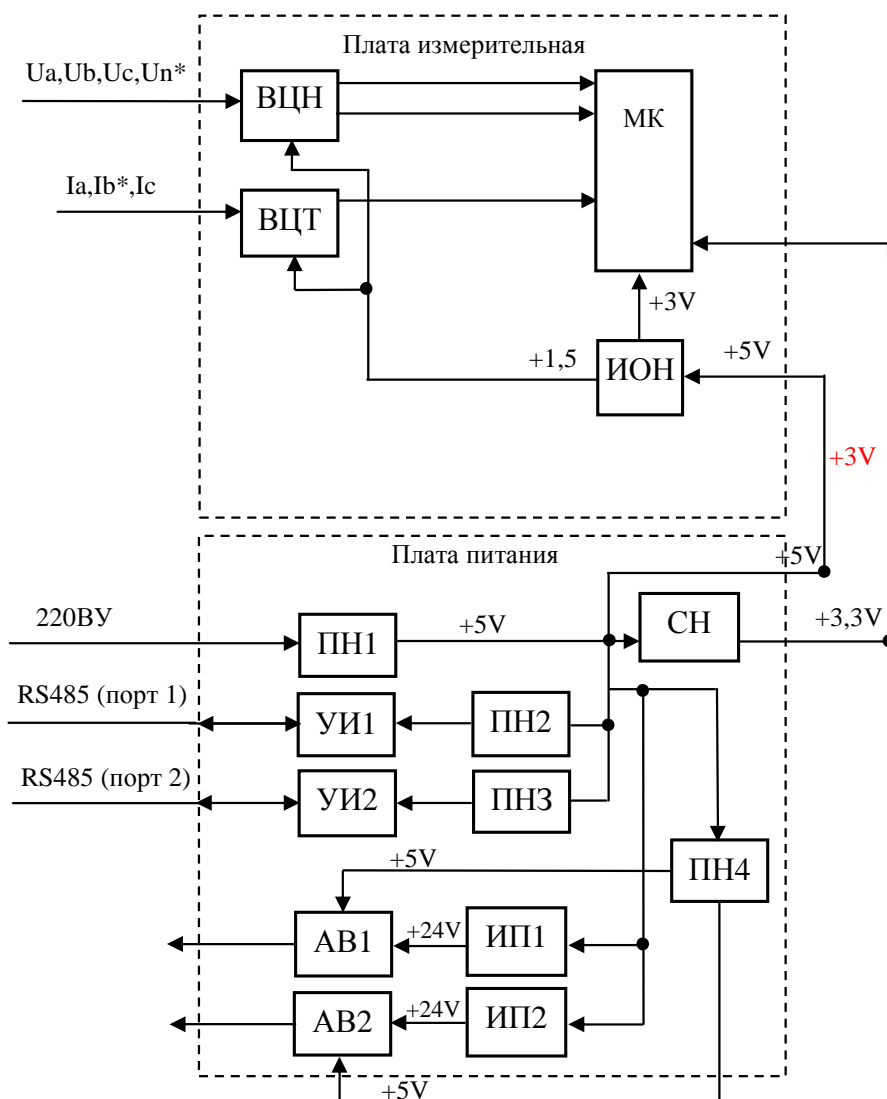 Плата измерительная
Ua,Ub,Uc,Un*
ВЦН
МК
Ia,Ib*,Ic
ВЦТ
+3V
+1,5
ИОН
+5V
+3V
Плата питания
+5V
220ВУ
ПН1
+5V
СН
+3,3V
RS485 (порт 1)
УИ1
ПН2
RS485 (порт 2)
УИ2
ПН3
+5V
ПН4
АВ1
+24V
ИП1
АВ2
+24V
ИП2
+5V